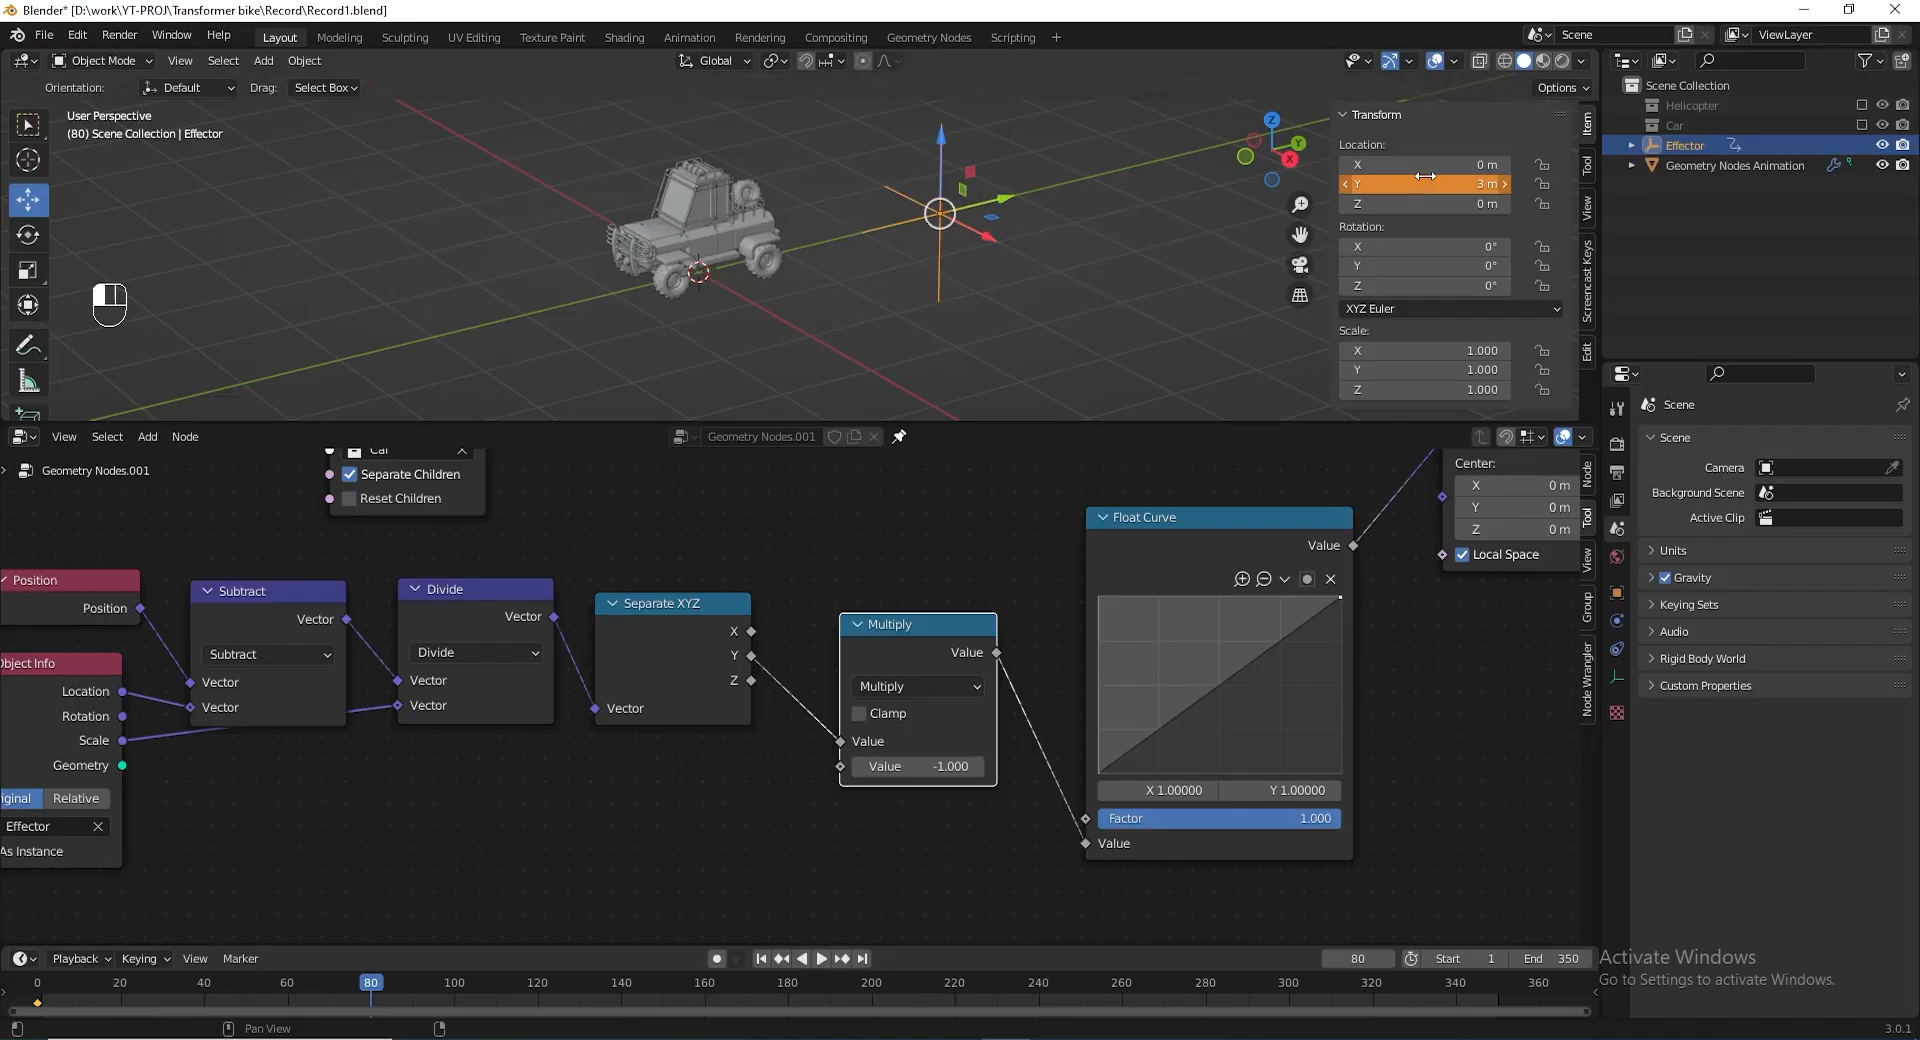 Blender* [D:\work\YT-PROJ\Transformer bike\Record\Record1.blend]
File Edit Render Window Help Layout Modeling Sculpting UV Editing Texture Paint Shading Animation Rendering Compositing Geometry Nodes Scripting + Scene ViewLayer
Object Mode View Select Add Object Global
Orientation: Default Drag: Select Box Options
User Perspective
(80) Scene Collection | Effector
Z
Y
X
Transform
Location:
X 0 m
Y 3 m
Z 0 m
Rotation:
X 0°
Y 0°
Z 0°
XYZ Euler
Scale:
X 1.000
Y 1.000
Z 1.000
Item
Tool
View
Screencast Keys
Edit
Scene Collection
Helicopter
Car
Effector
Geometry Nodes Animation
Scene
Scene
Camera
Background Scene
Active Clip
Units
Gravity
Keying Sets
Audio
Rigid Body World
Custom Properties
View Select Add Node Geometry Nodes.001
Geometry Nodes.001
Car
Separate Children
Reset Children
Position
Position
Object Info
Location
Rotation
Scale
Geometry
iginal Relative
Effector
As Instance
Subtract
Vector
Subtract
Vector
Vector
Divide
Vector
Divide
Vector
Vector
Separate XYZ
X
Y
Z
Vector
Multiply
Value
Multiply
Clamp
Value
Value -1.000
Float Curve
Value
X 1.00000 Y 1.00000
Factor 1.000
Value
Center:
X 0 m
Y 0 m
Z 0 m
Local Space
Node
Tool
View
Group
Node Wrangler
Playback Keying View Marker 80 Start 1 End 350
0 20 40 60 80 100 120 140 160 180 200 220 240 260 280 300 320 340 360
Activate Windows
Go to Settings to activate Windows.
Pan View
3.0.1